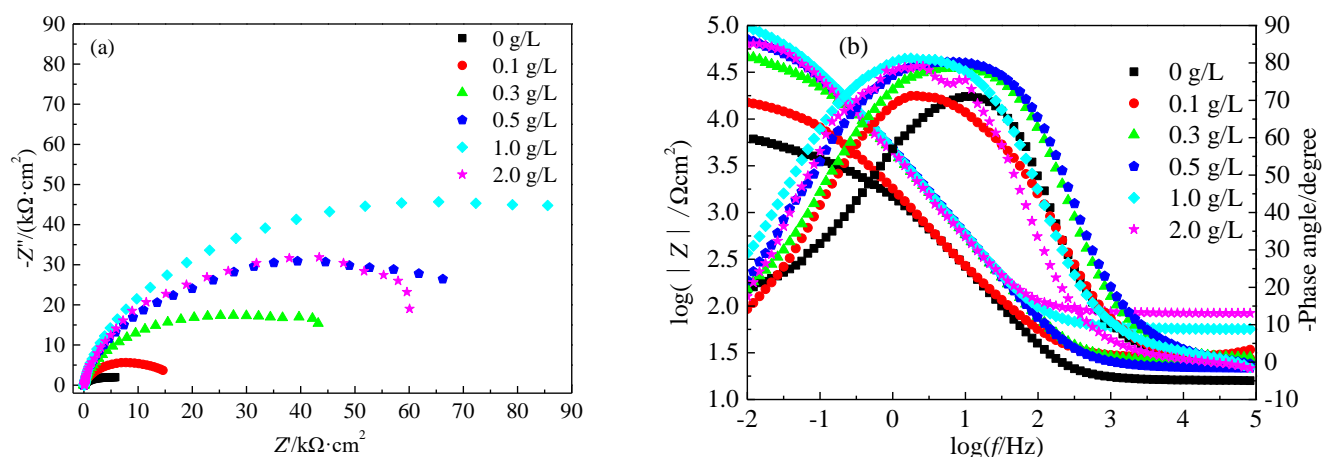 (a)
0 g/L
0.1 g/L
0.3 g/L
0.5 g/L
1.0 g/L
2.0 g/L
90
80
70
60
50
40
30
20
10
0
-Z''/(kΩ·cm²)
0 10 20 30 40 50 60 70 80 90
Z'/kΩ·cm²
(b)
0 g/L
0.1 g/L
0.3 g/L
0.5 g/L
1.0 g/L
2.0 g/L
5.0
4.5
4.0
3.5
3.0
2.5
2.0
1.5
1.0
log( | Z | /Ωcm²)
-2 -1 0 1 2 3 4 5
log(f/Hz)
90
80
70
60
50
40
30
20
10
0
-10
-Phase angle/degree